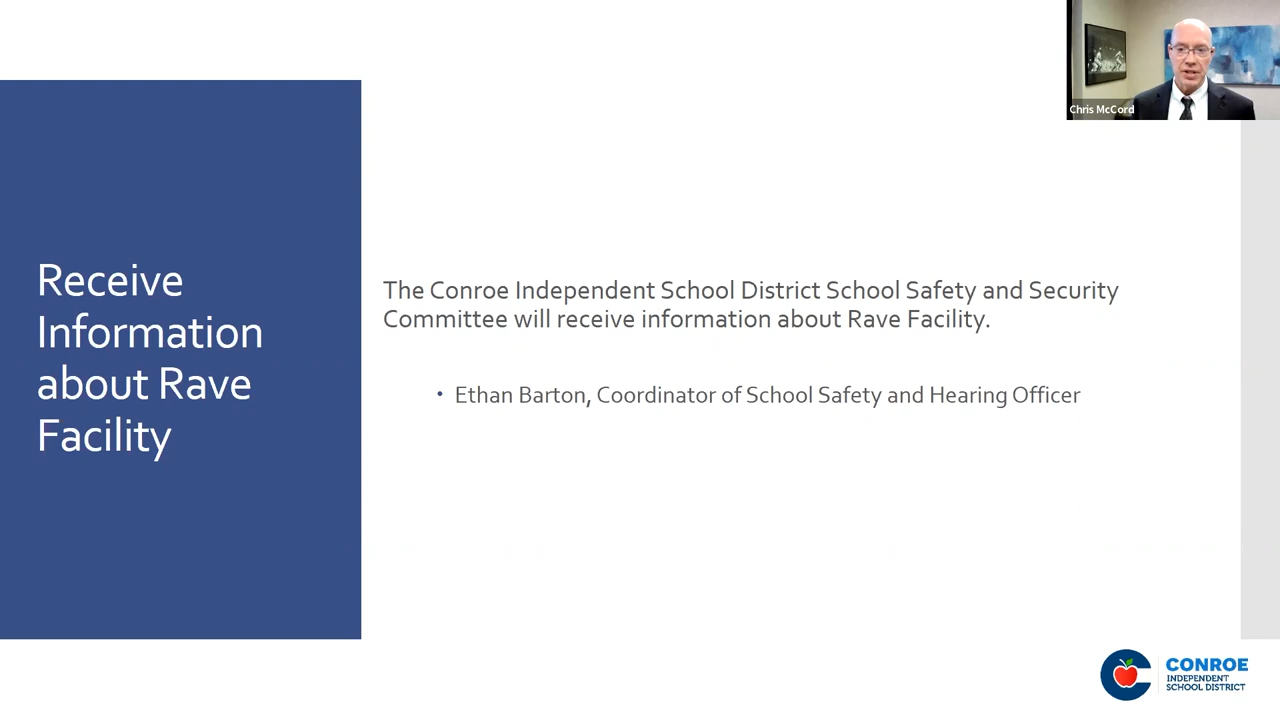 Chris McCord
Receive
Information
about Rave
Facility
The Conroe Independent School District School Safety and Security
Committee will receive information about Rave Facility.
• Ethan Barton, Coordinator of School Safety and Hearing Officer
CONROE
INDEPENDENT
SCHOOL DISTRICT